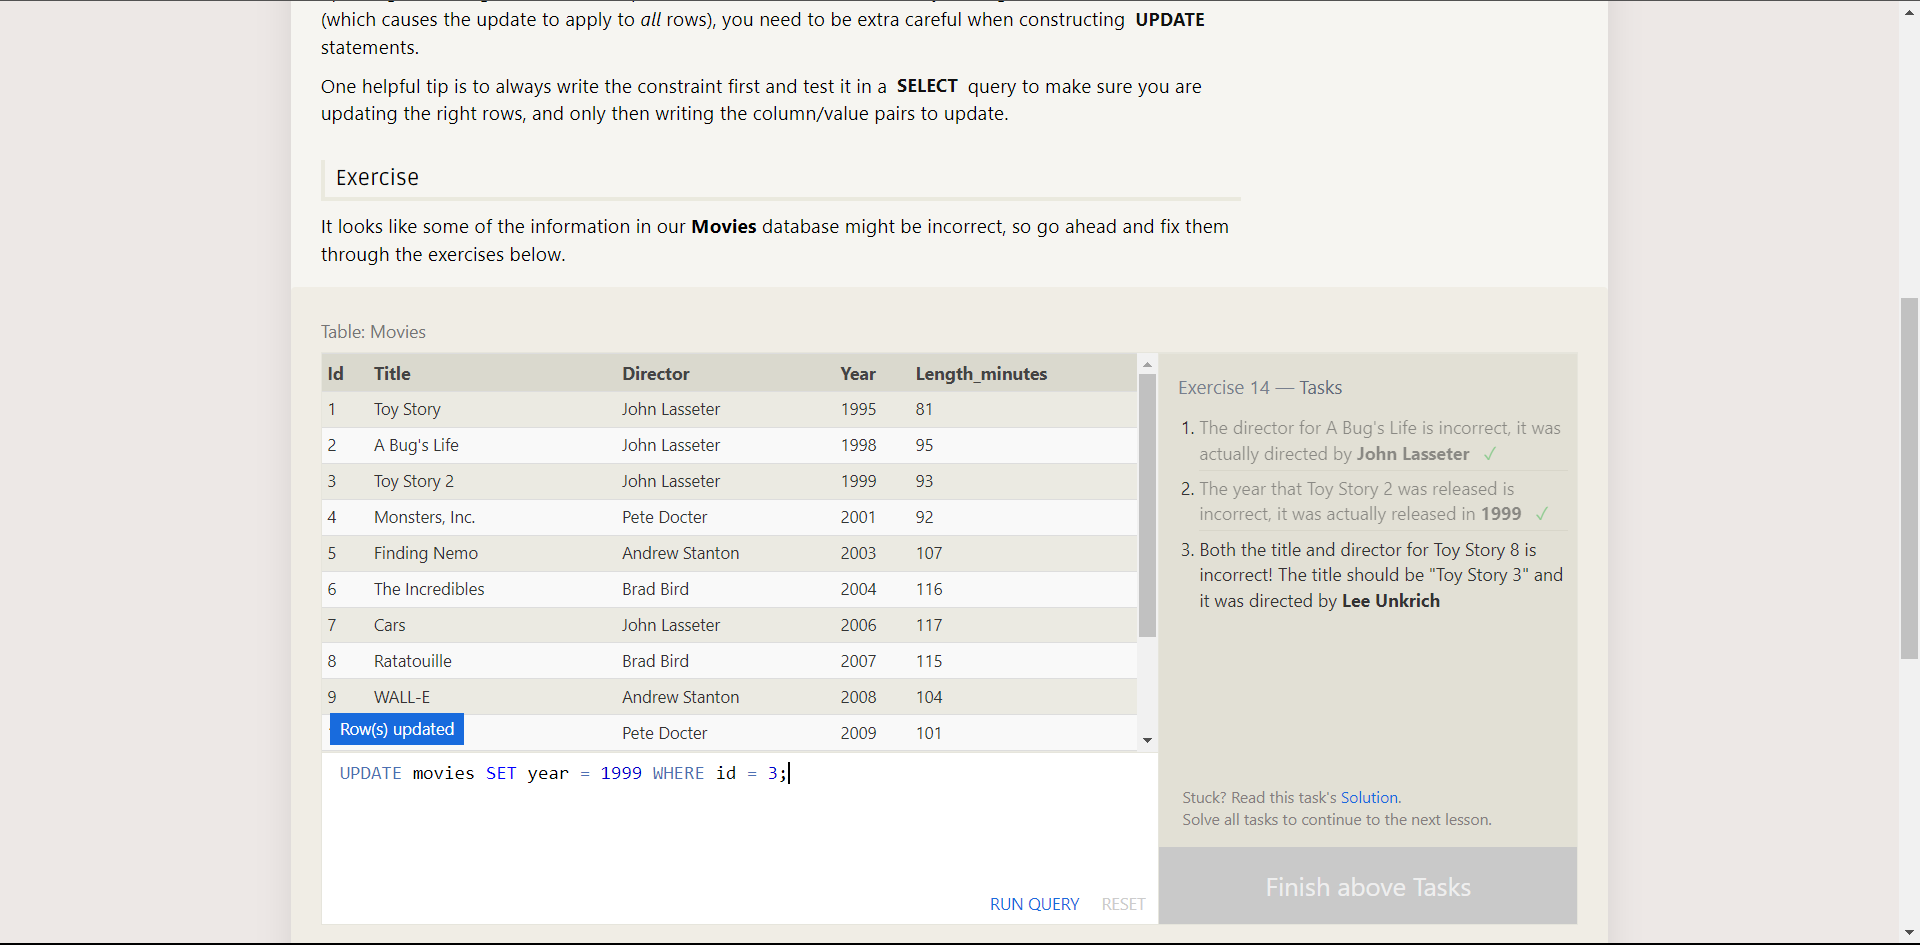 (which causes the update to apply to all rows), you need to be extra careful when constructing UPDATE
statements.
One helpful tip is to always write the constraint first and test it in a SELECT query to make sure you are
updating the right rows, and only then writing the column/value pairs to update.
Exercise
It looks like some of the information in our Movies database might be incorrect, so go ahead and fix them
through the exercises below.
Table: Movies
Id Title Director Year Length_minutes
1 Toy Story John Lasseter 1995 81
2 A Bug's Life John Lasseter 1998 95
3 Toy Story 2 John Lasseter 1999 93
4 Monsters, Inc. Pete Docter 2001 92
5 Finding Nemo Andrew Stanton 2003 107
6 The Incredibles Brad Bird 2004 116
7 Cars John Lasseter 2006 117
8 Ratatouille Brad Bird 2007 115
9 WALL-E Andrew Stanton 2008 104
Pete Docter 2009 101
Row(s) updated
UPDATE movies SET year = 1999 WHERE id = 3;
RUN QUERY RESET
Exercise 14 — Tasks
1. The director for A Bug's Life is incorrect, it was
actually directed by John Lasseter ✓
2. The year that Toy Story 2 was released is
incorrect, it was actually released in 1999 ✓
3. Both the title and director for Toy Story 8 is
incorrect! The title should be "Toy Story 3" and
it was directed by Lee Unkrich
Stuck? Read this task's Solution.
Solve all tasks to continue to the next lesson.
Finish above Tasks